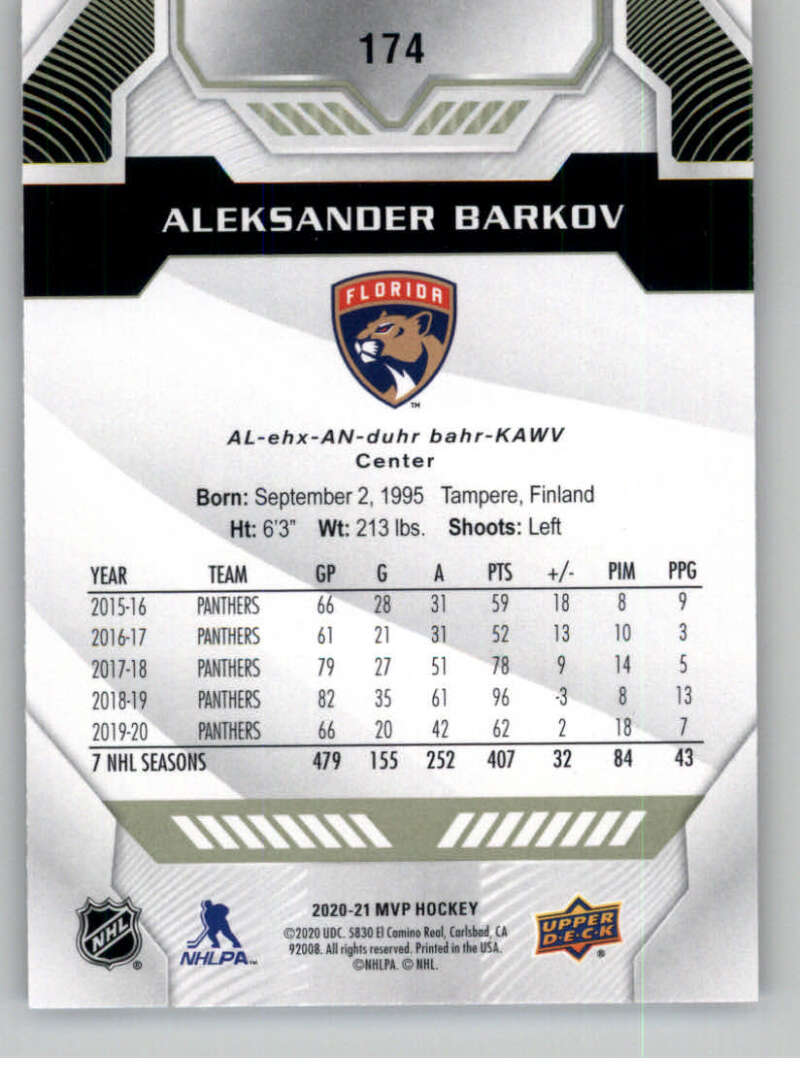 174
ALEKSANDER BARKOV
FLORIDA
TM
AL-ehx-AN-duhr bahr-KAWV
Center
Born: September 2, 1995 Tampere, Finland
Ht: 6'3" Wt: 213 lbs. Shoots: Left
YEAR TEAM GP G A PTS +/- PIM PPG
2015-16 PANTHERS 66 28 31 59 18 8 9
2016-17 PANTHERS 61 21 31 52 13 10 3
2017-18 PANTHERS 79 27 51 78 9 14 5
2018-19 PANTHERS 82 35 61 96 -3 8 13
2019-20 PANTHERS 66 20 42 62 2 18 7
7 NHL SEASONS 479 155 252 407 32 84 43
NHL ®
NHLPA TM
2020-21 MVP HOCKEY
©2020 UDC. 5830 El Camino Real, Carlsbad, CA
92008. All rights reserved. Printed in the USA.
©NHLPA. © NHL.
UPPER
D·E·C·K ®